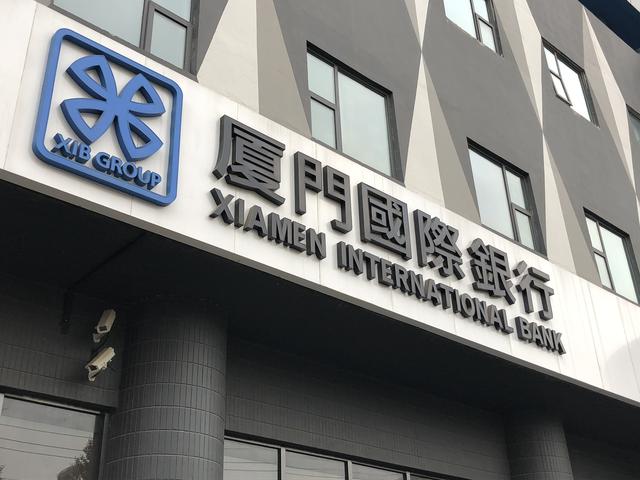 XIB GROUP
廈門國際銀行
XIAMEN INTERNATIONAL BANK